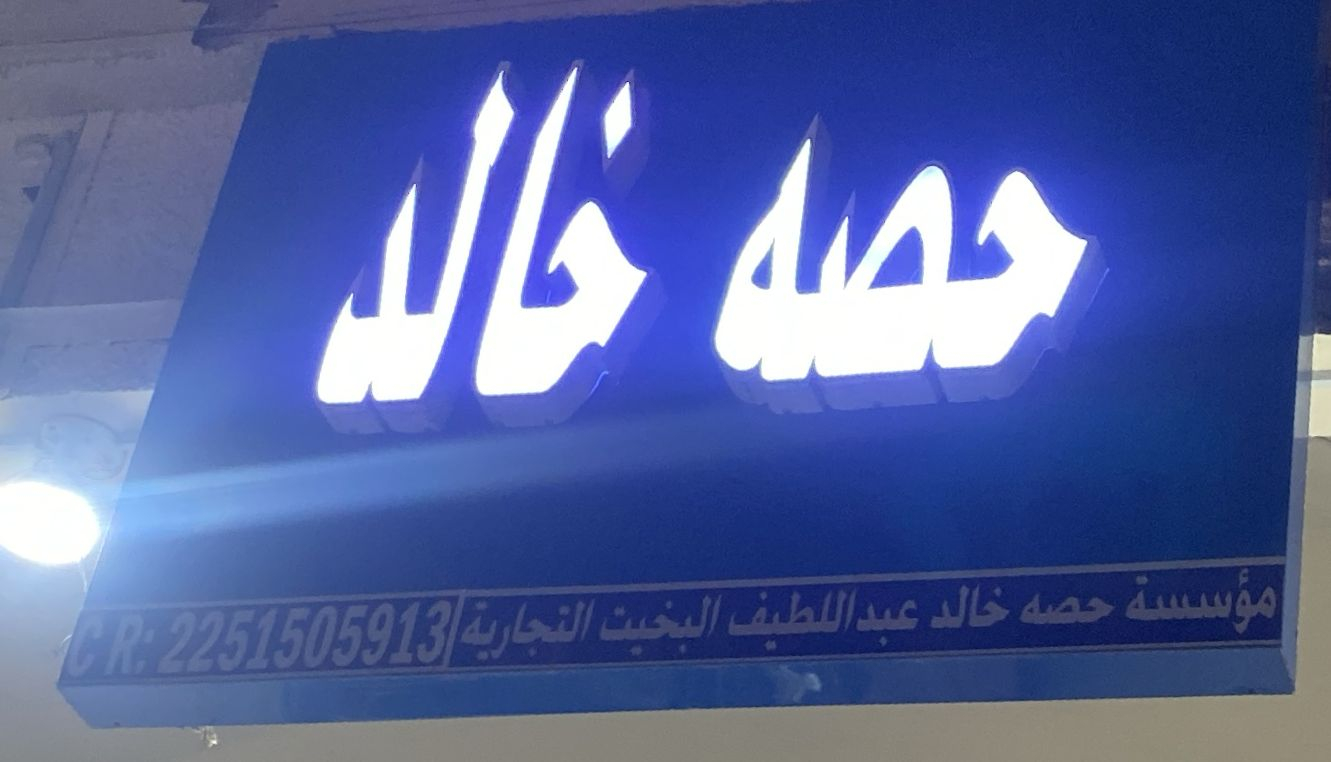 حصه خالد
مؤسسة حصه خالد عبداللطيف البخيت التجارية
C R: 2251505913